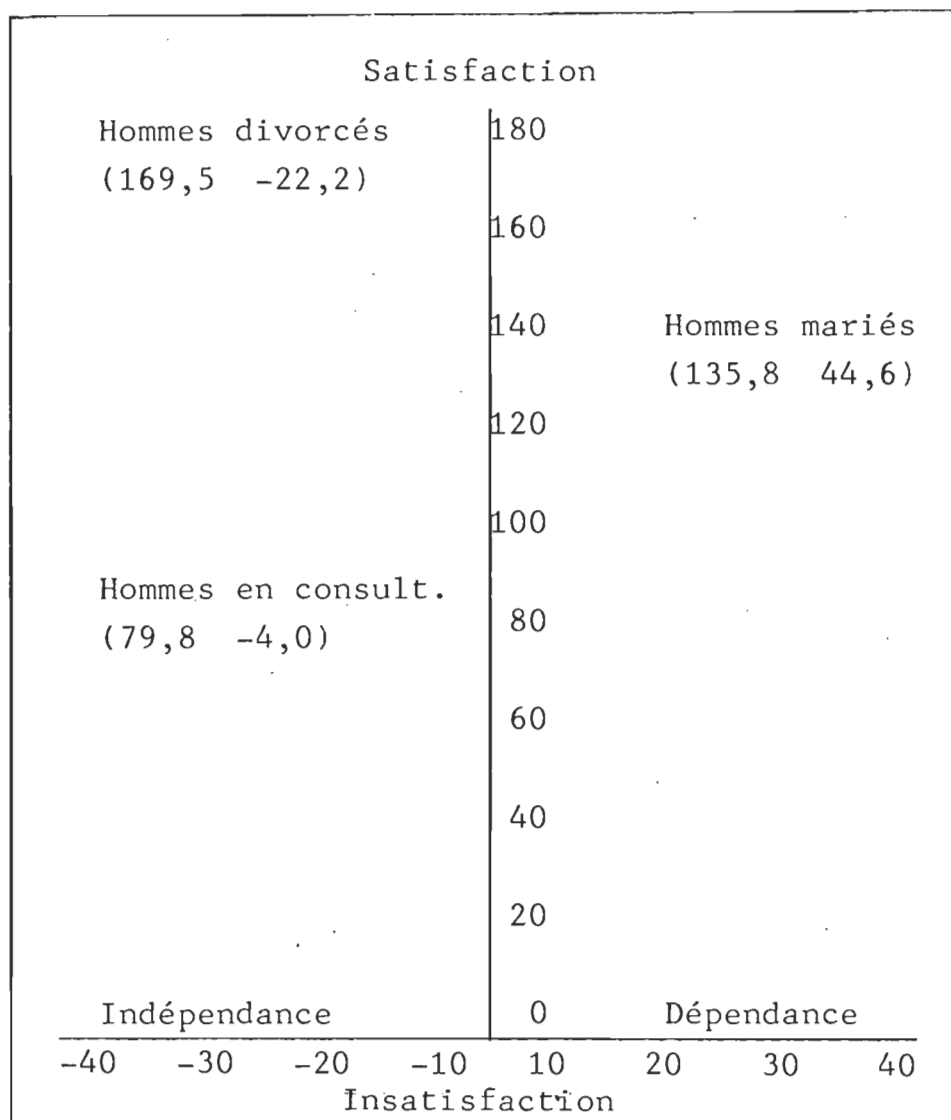 Satisfaction
Hommes divorcés
180
(169,5 -22,2)
160
140
Hommes mariés
(135,8 44,6)
120
100
Hommes en consult.
80
(79,8 -4,0)
60
40
20
Indépendance 0 Dépendance
-40 -30 -20 -10 10 20 30 40
Insatisfaction